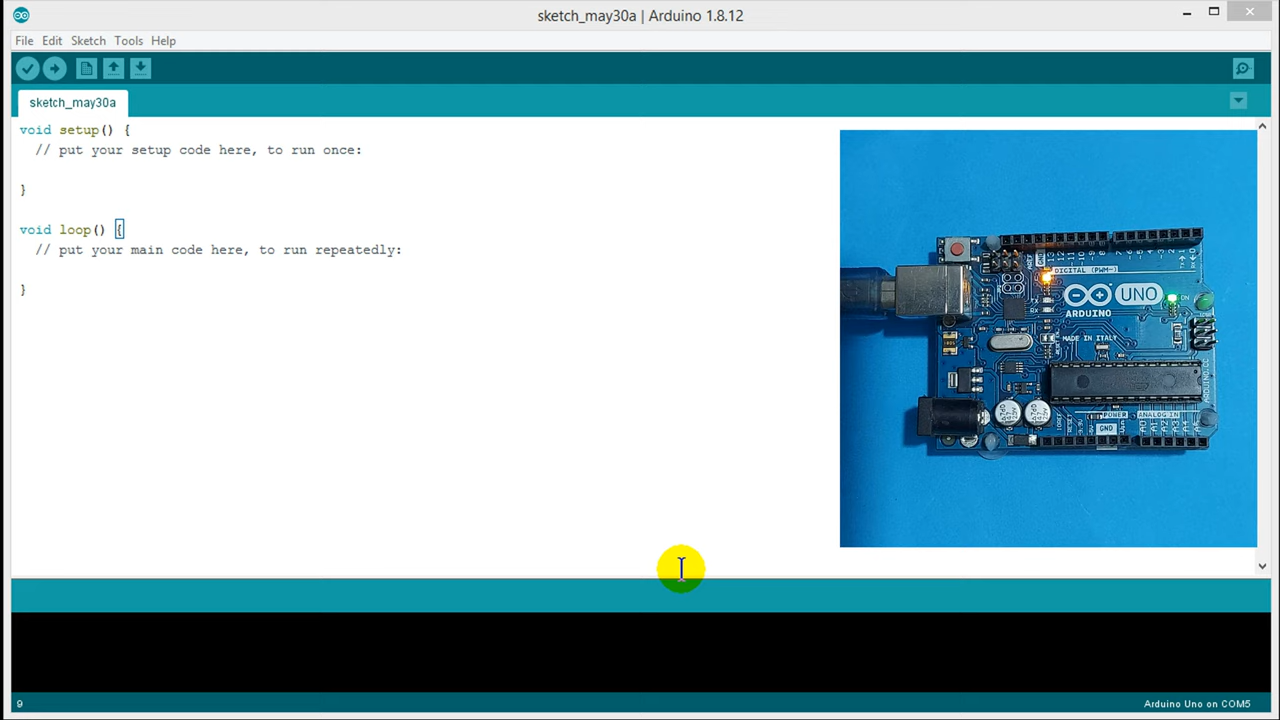 sketch_may30a | Arduino 1.8.12
File Edit Sketch Tools Help
sketch_may30a
void setup() {
// put your setup code here, to run once:
}
void loop() {
// put your main code here, to run repeatedly:
}
DIGITAL (PWM~)
UNO
ON
ARDUINO
MADE IN ITALY
ARDUINO.CC
POWER
ANALOG IN
GND
9
Arduino Uno on COM5